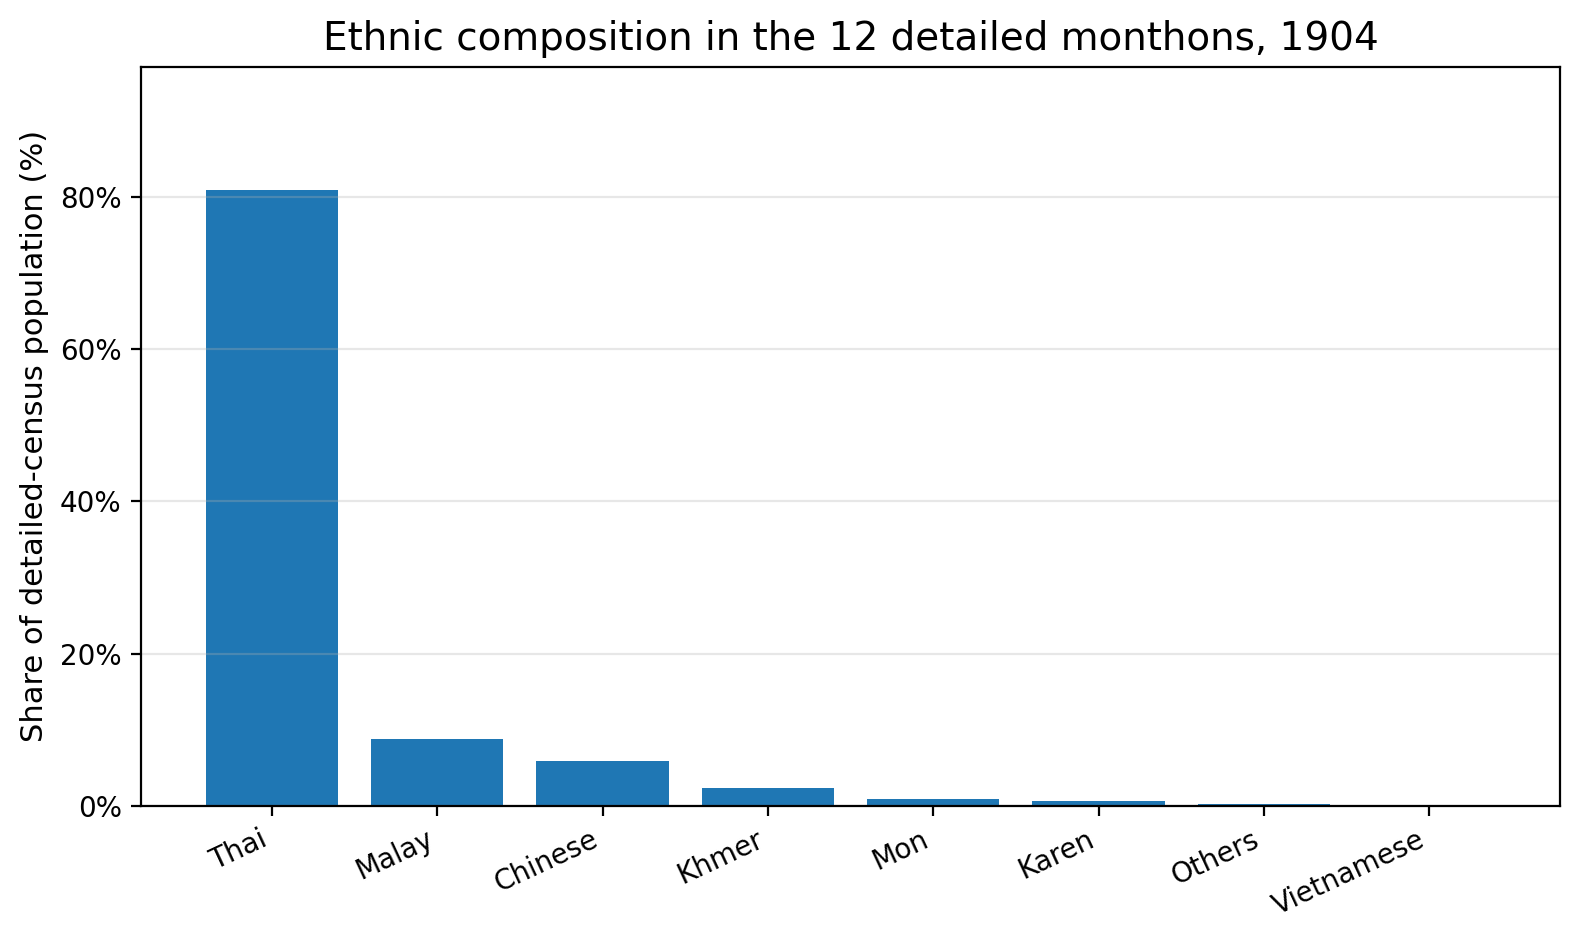 Ethnic composition in the 12 detailed monthons, 1904
Share of detailed-census population (%)
80%
60%
40%
20%
0%
Thai
Malay
Chinese
Khmer
Mon
Karen
Others
Vietnamese